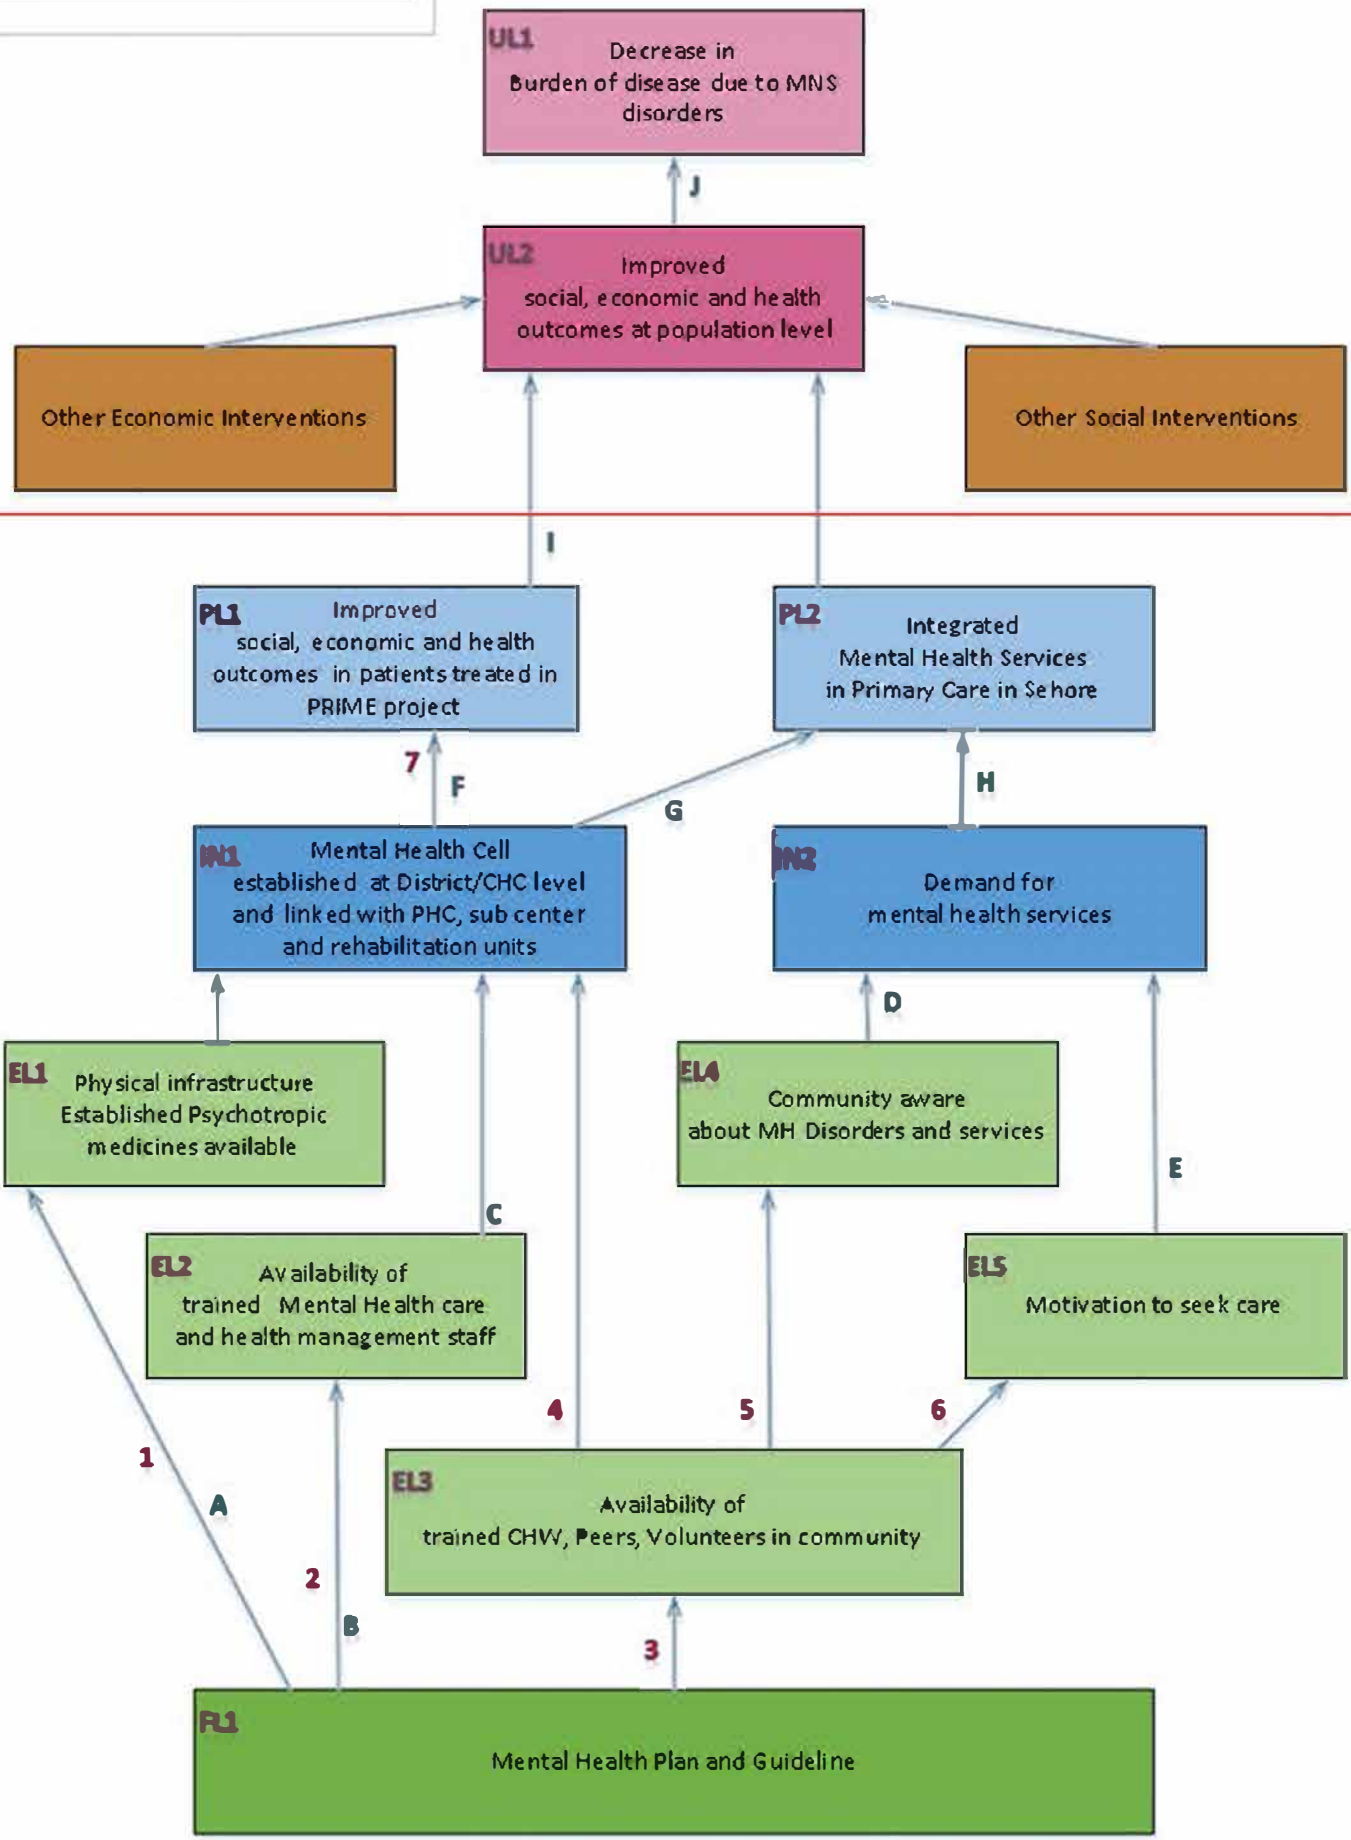 UL1
Decrease in
Burden of disease due to MNS
disorders
J
UL2
Improved
social, economic and health
outcomes at population level
Other Economic Interventions
Other Social Interventions
I
PL1
Improved
social, economic and health
outcomes in patients treated in
PRIME project
PL2
Integrated
Mental Health Services
in Primary Care in Sehore
7
F
G
H
IN1
Mental Health Cell
established at District/CHC level
and linked with PHC, sub center
and rehabilitation units
IN2
Demand for
mental health services
D
EL1
Physical infrastructure
Established Psychotropic
medicines available
EL4
Community aware
about MH Disorders and services
E
C
EL2
Availability of
trained Mental Health care
and health management staff
EL5
Motivation to seek care
4
5
6
1
A
EL3
Availability of
trained CHW, Peers, Volunteers in community
2
B
3
FL1
Mental Health Plan and Guideline